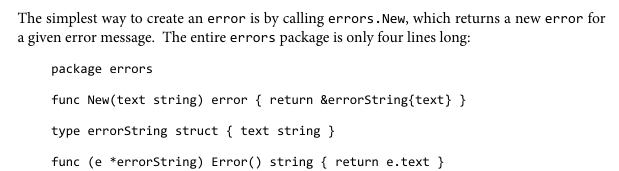 The simplest way to create an error is by calling errors.New, which returns a new error for
a given error message. The entire errors package is only four lines long:
package errors
func New(text string) error { return &errorString{text} }
type errorString struct { text string }
func (e *errorString) Error() string { return e.text }